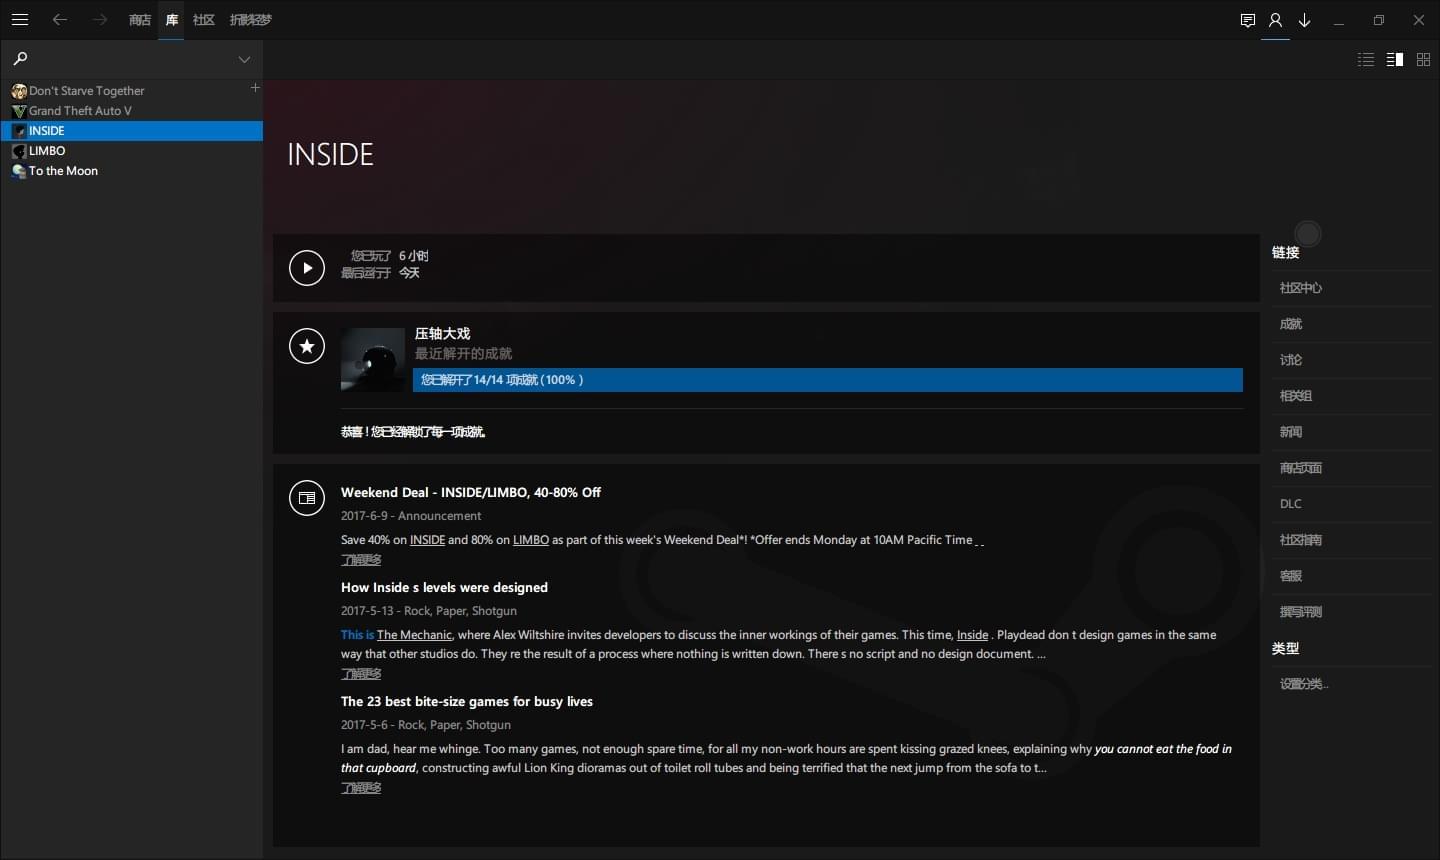 商店 库 社区 折影轻梦
Don't Starve Together
Grand Theft Auto V
INSIDE
LIMBO
To the Moon
INSIDE
您已玩了 6 小时
最后运行于 今天
压轴大戏
最近解开的成就
您已解开了14/14 项成就 ( 100% )
恭喜！您已经解锁了每一项成就。
Weekend Deal - INSIDE/LIMBO, 40-80% Off
2017-6-9 - Announcement
Save 40% on INSIDE and 80% on LIMBO as part of this week's Weekend Deal*! *Offer ends Monday at 10AM Pacific Time _ _
了解更多
How Inside s levels were designed
2017-5-13 - Rock, Paper, Shotgun
This is The Mechanic, where Alex Wiltshire invites developers to discuss the inner workings of their games. This time, Inside . Playdead don t design games in the same
way that other studios do. They re the result of a process where nothing is written down. There s no script and no design document. ...
了解更多
The 23 best bite-size games for busy lives
2017-5-6 - Rock, Paper, Shotgun
I am dad, hear me whinge. Too many games, not enough spare time, for all my non-work hours are spent kissing grazed knees, explaining why you cannot eat the food in
that cupboard, constructing awful Lion King dioramas out of toilet roll tubes and being terrified that the next jump from the sofa to t...
了解更多
链接
社区中心
成就
讨论
相关组
新闻
商店页面
DLC
社区指南
客服
撰写评测
类型
设置分类...